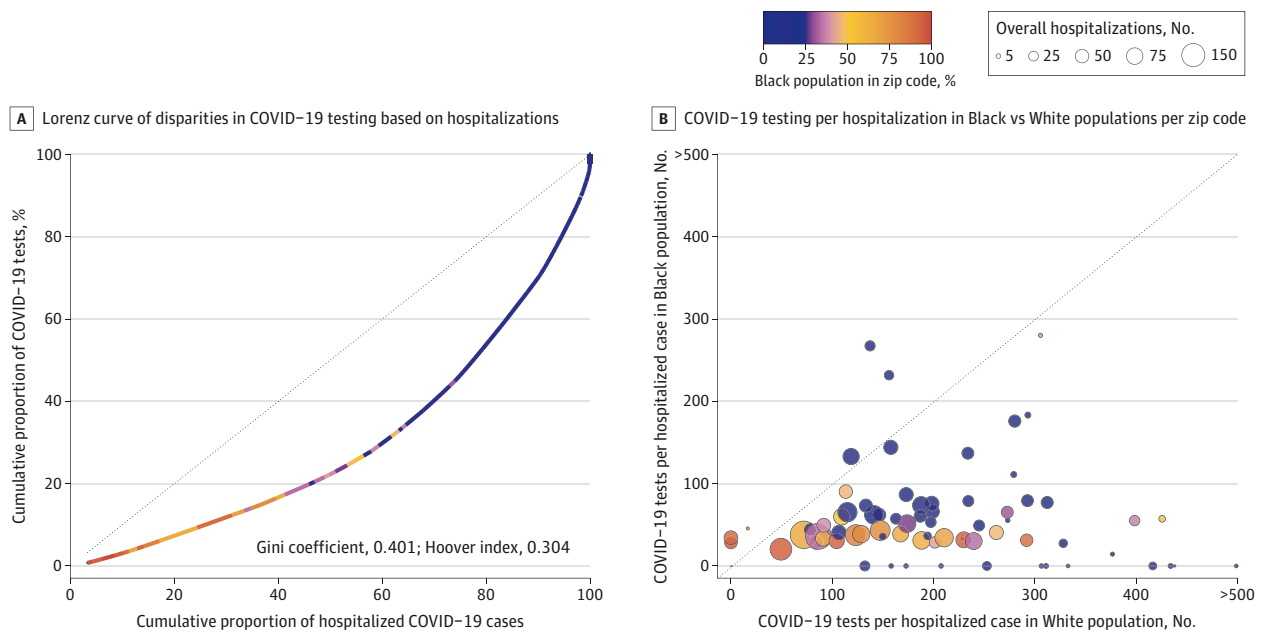 0 25 50 75 100
Black population in zip code, %
Overall hospitalizations, No.
5 25 50 75 150
A Lorenz curve of disparities in COVID−19 testing based on hospitalizations
100
80
60
40
20
0
Cumulative proportion of COVID−19 tests, %
Gini coefficient, 0.401; Hoover index, 0.304
0 20 40 60 80 100
Cumulative proportion of hospitalized COVID−19 cases
B COVID−19 testing per hospitalization in Black vs White populations per zip code
>500
400
300
200
100
0
COVID−19 tests per hospitalized case in Black population, No.
0 100 200 300 400 >500
COVID−19 tests per hospitalized case in White population, No.